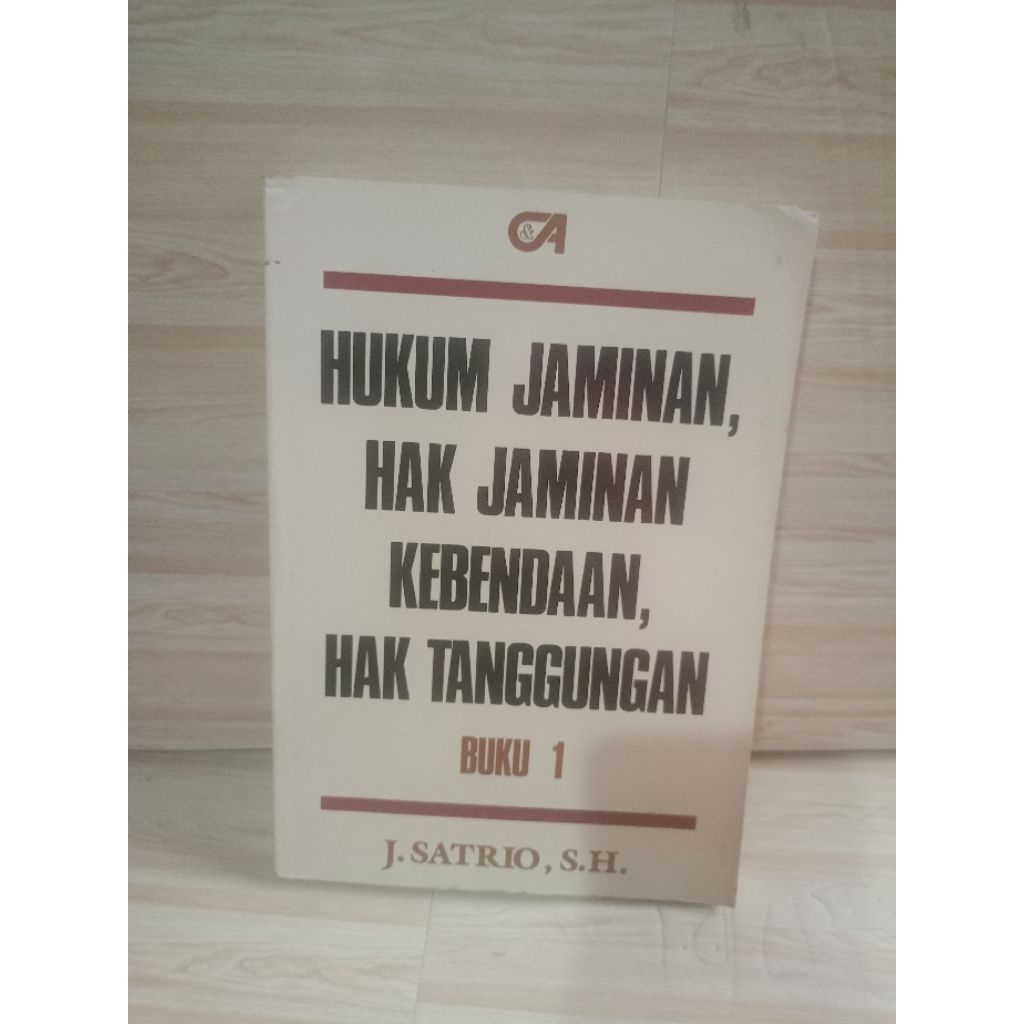 C&A
HUKUM JAMINAN,
HAK JAMINAN
KEBENDAAN,
HAK TANGGUNGAN
BUKU 1
J. SATRIO, S.H.